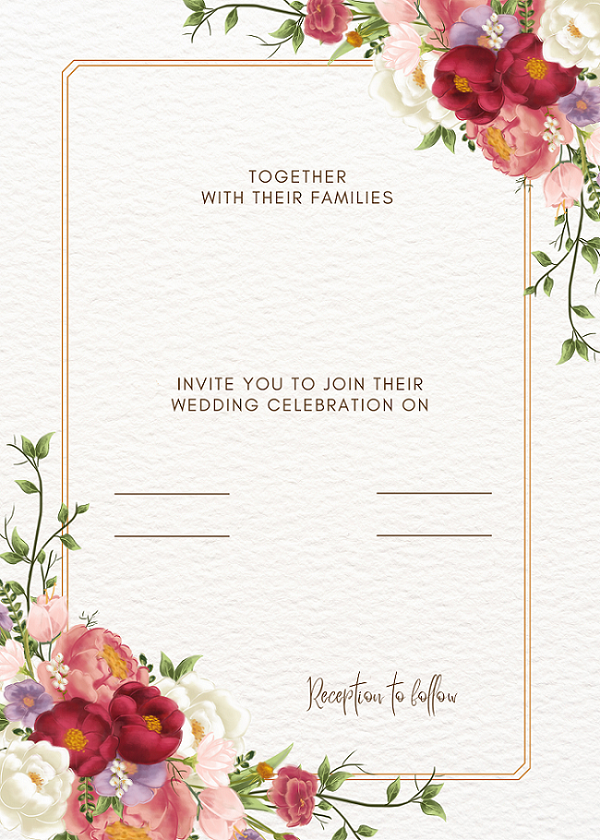 TOGETHER
WITH THEIR FAMILIES
INVITE YOU TO JOIN THEIR
WEDDING CELEBRATION ON
Reception to follow